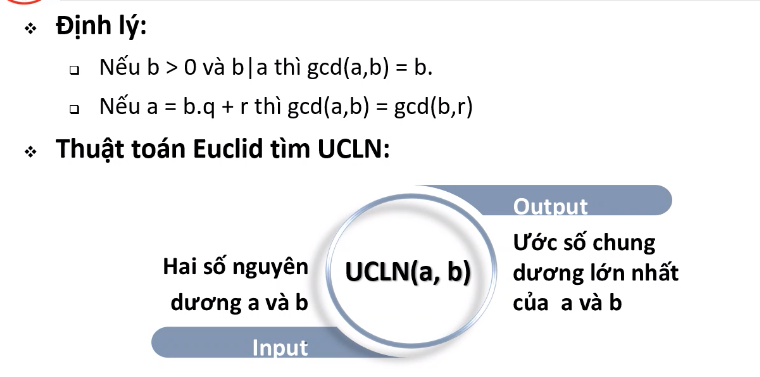 Định lý:
Nếu b > 0 và b|a thì gcd(a,b) = b.
Nếu a = b.q + r thì gcd(a,b) = gcd(b,r)
Thuật toán Euclid tìm UCLN:
Hai số nguyên
dương a và b
Input
UCLN(a, b)
Output
Ước số chung
dương lớn nhất
của a và b